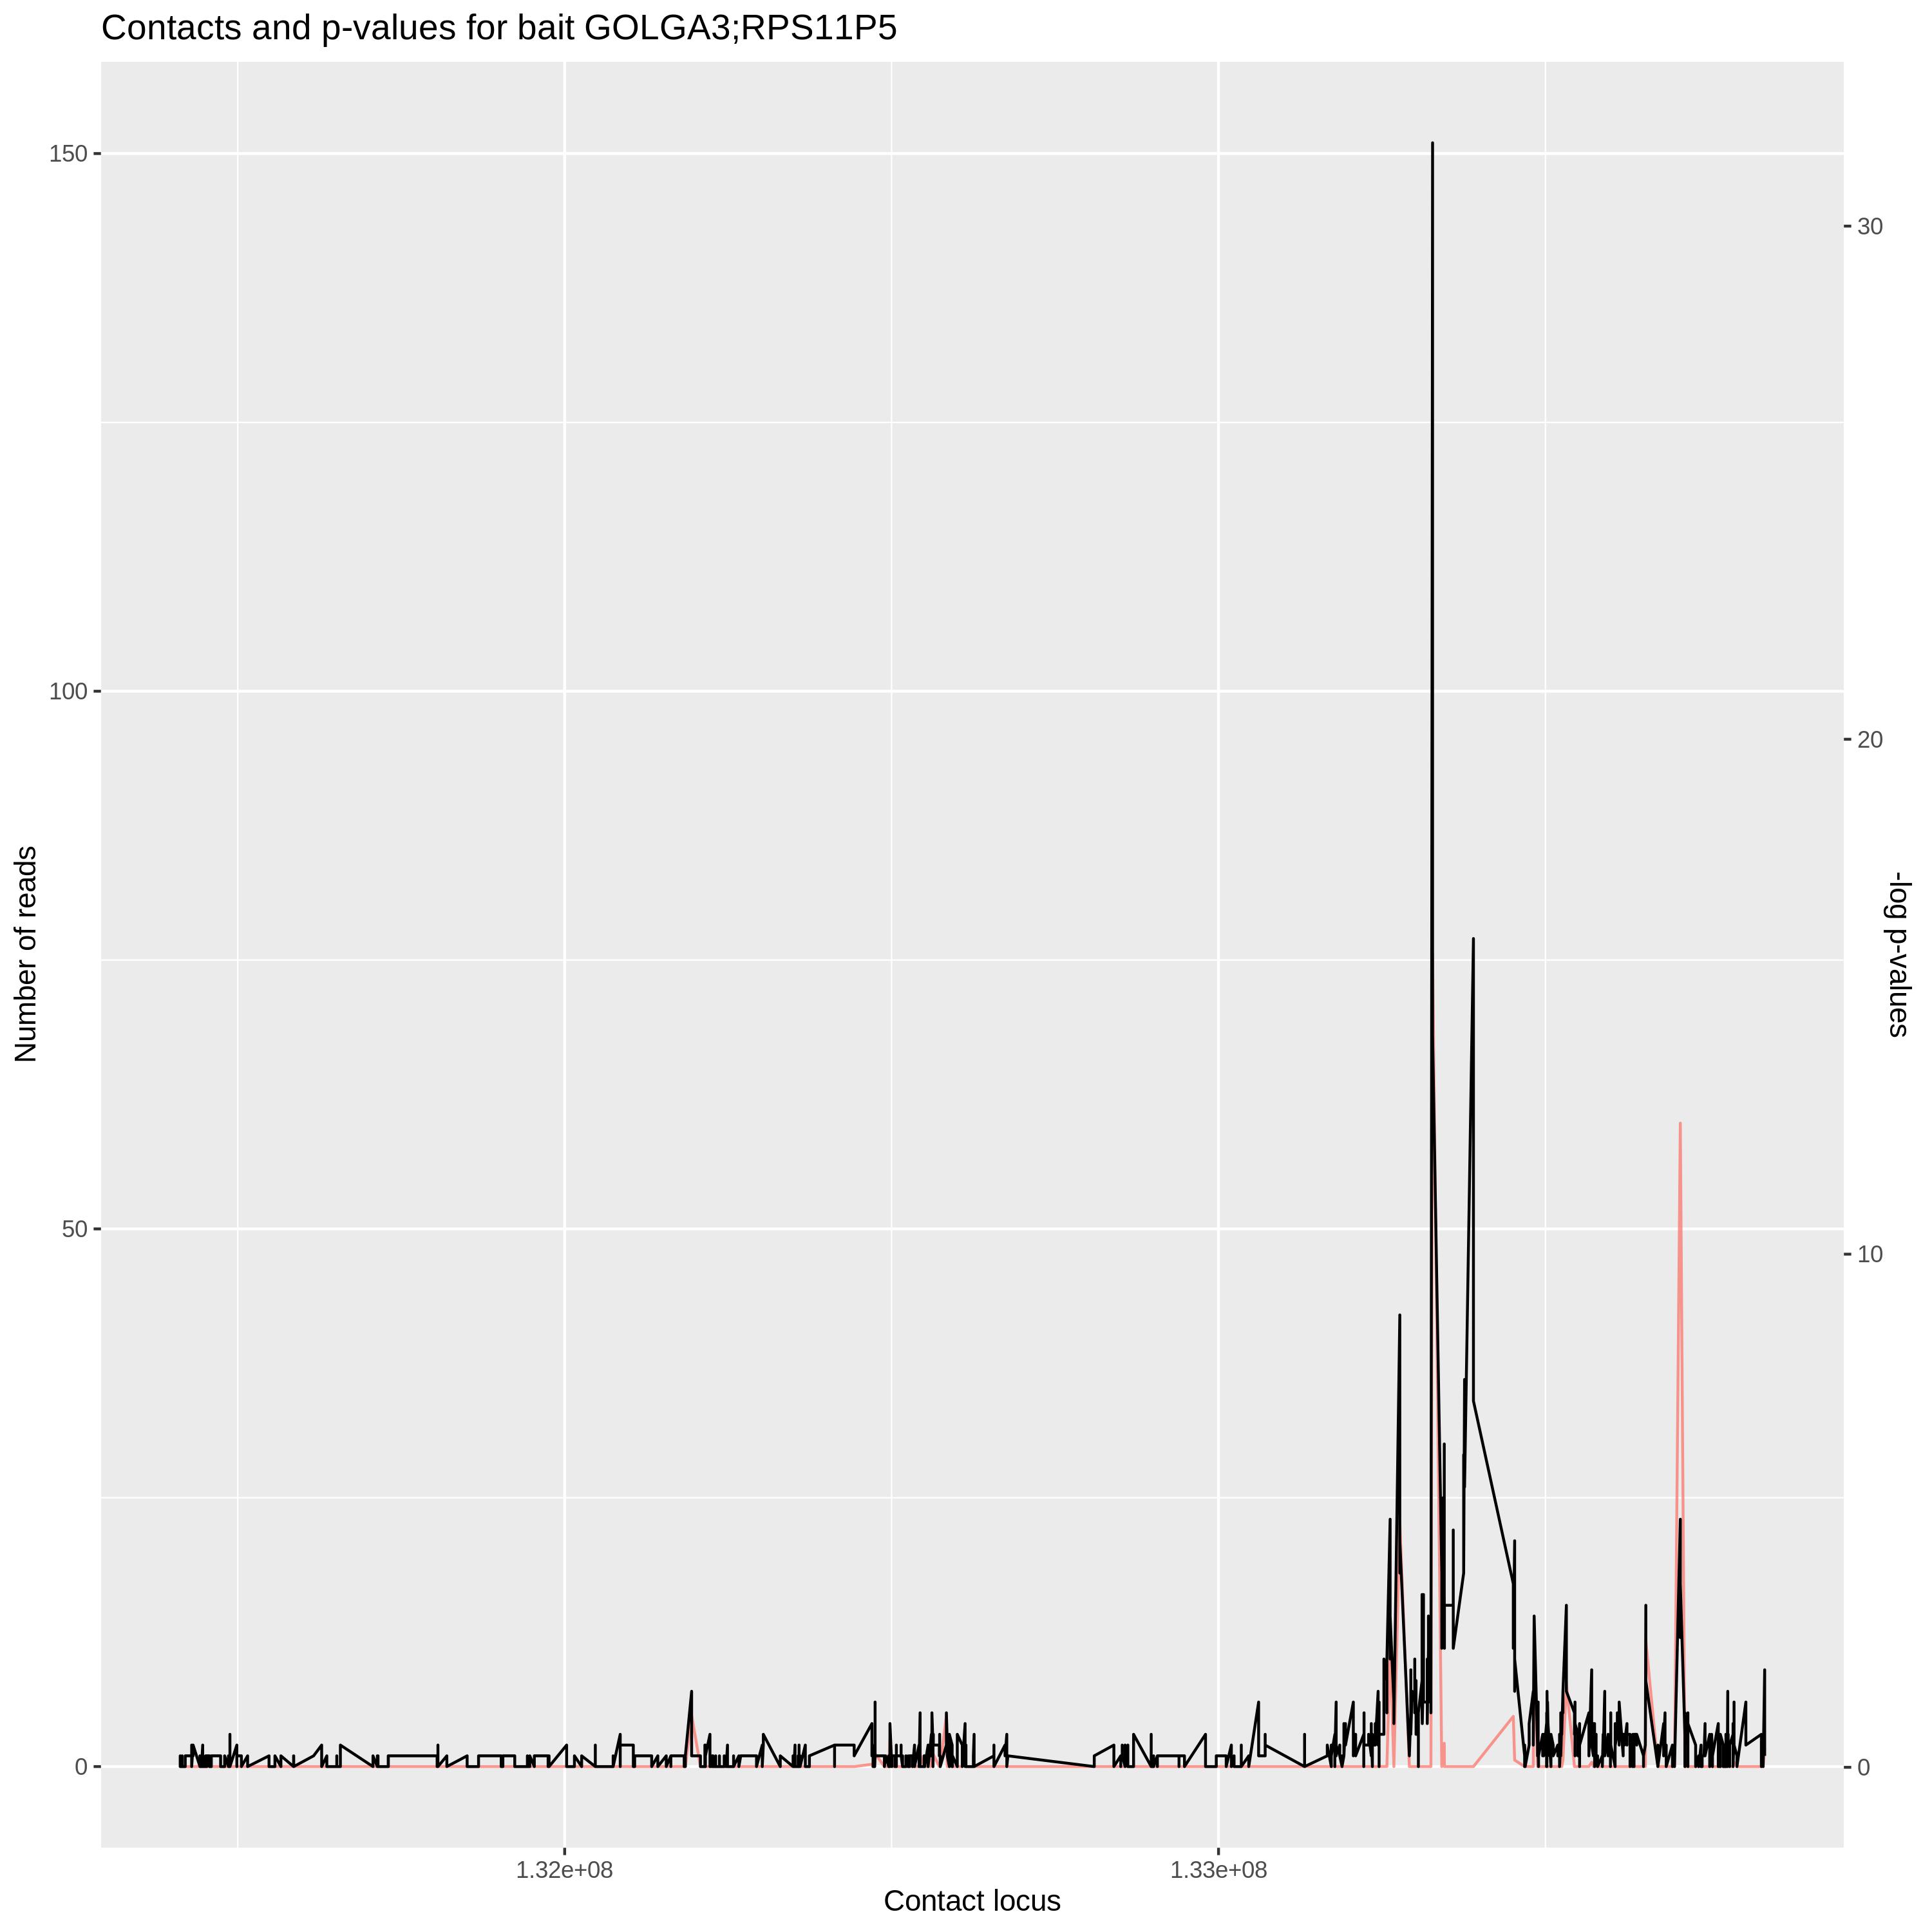 Contacts and p-values for bait GOLGA3;RPS11P5
150
100
50
0
Number of reads
30
20
10
0
-log p-values
1.32e+08
1.33e+08
Contact locus